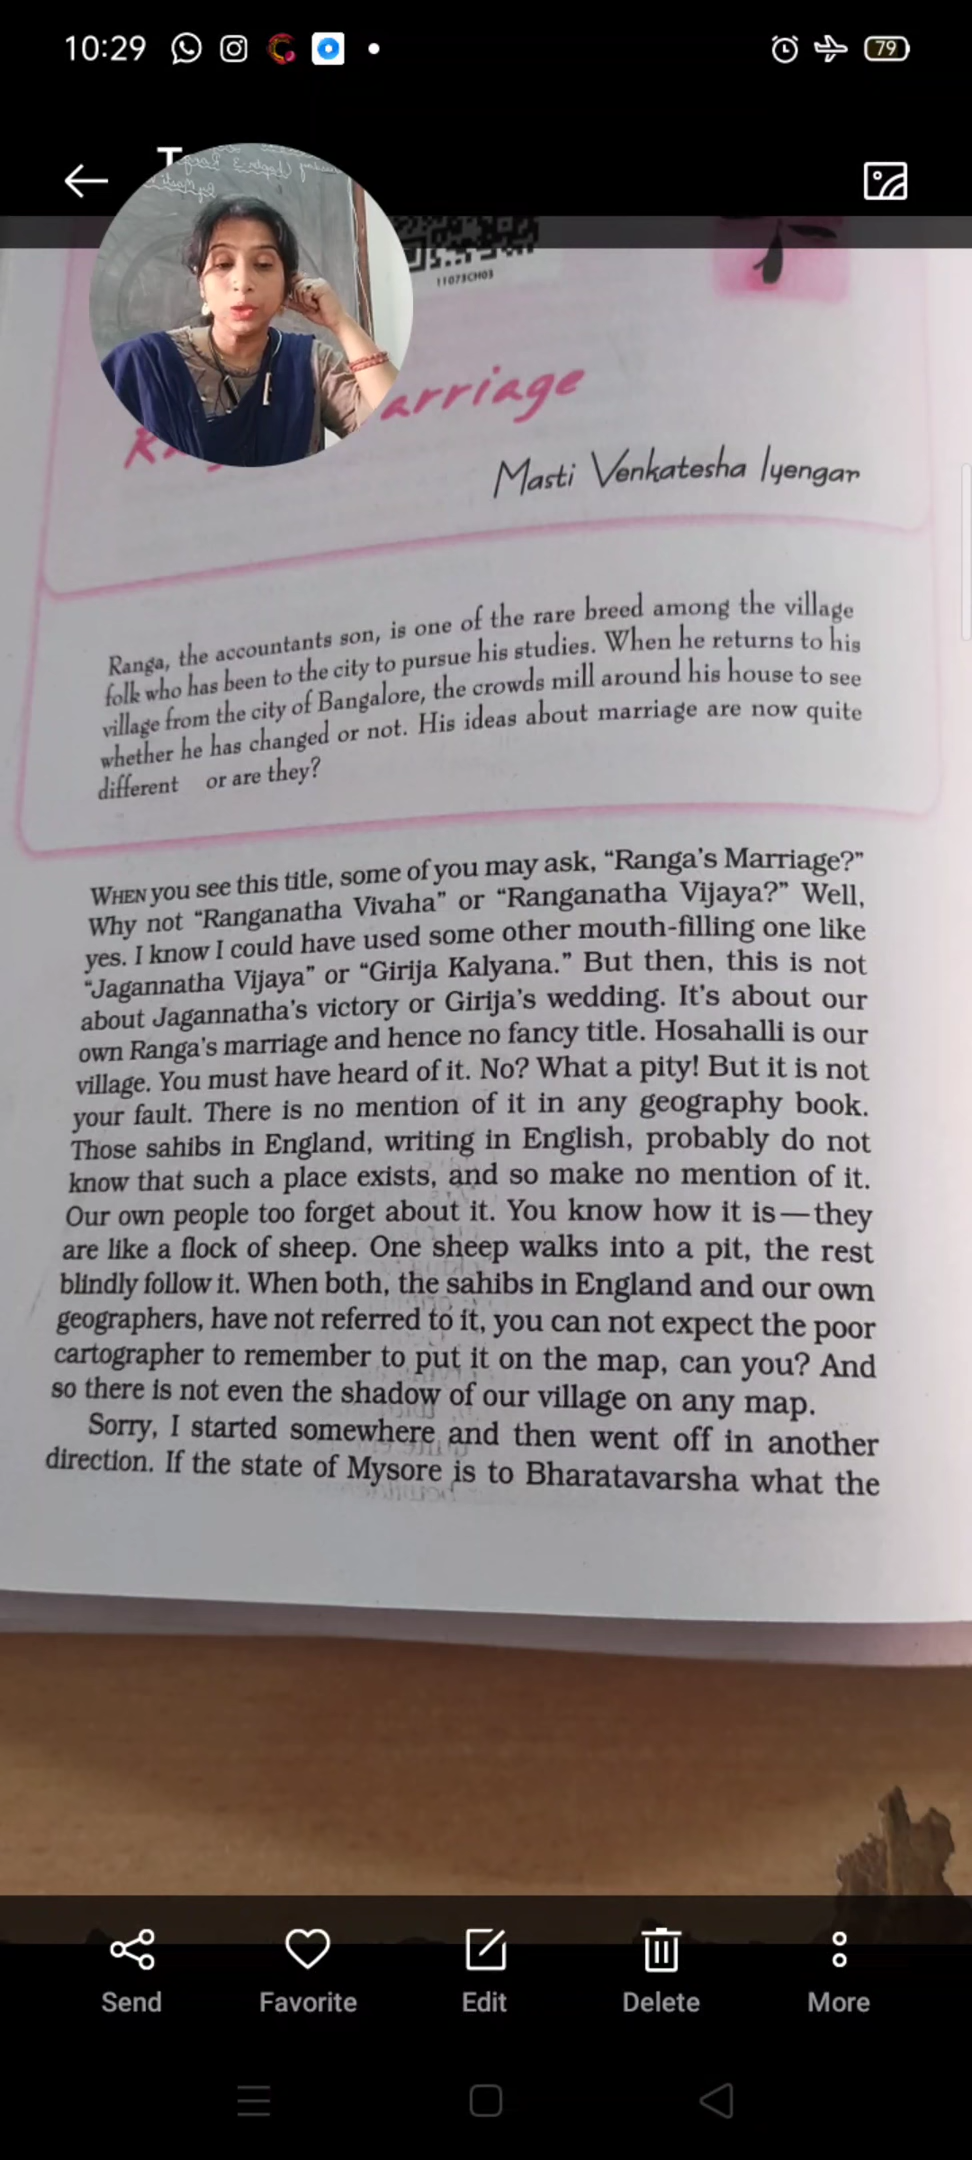 10:29
79
T
11073CH03
arriage
Masti Venkatesha Iyengar
Ranga, the accountants son, is one of the rare breed among the village
folk who has been to the city to pursue his studies. When he returns to his
village from the city of Bangalore, the crowds mill around his house to see
whether he has changed or not. His ideas about marriage are now quite
different or are they?
WHEN you see this title, some of you may ask, “Ranga’s Marriage?”
Why not “Ranganatha Vivaha” or “Ranganatha Vijaya?” Well,
yes. I know I could have used some other mouth-filling one like
“Jagannatha Vijaya” or “Girija Kalyana.” But then, this is not
about Jagannatha’s victory or Girija’s wedding. It’s about our
own Ranga’s marriage and hence no fancy title. Hosahalli is our
village. You must have heard of it. No? What a pity! But it is not
your fault. There is no mention of it in any geography book.
Those sahibs in England, writing in English, probably do not
know that such a place exists, and so make no mention of it.
Our own people too forget about it. You know how it is—they
are like a flock of sheep. One sheep walks into a pit, the rest
blindly follow it. When both, the sahibs in England and our own
geographers, have not referred to it, you can not expect the poor
cartographer to remember to put it on the map, can you? And
so there is not even the shadow of our village on any map.
Sorry, I started somewhere and then went off in another
direction. If the state of Mysore is to Bharatavarsha what the
Send Favorite Edit Delete More